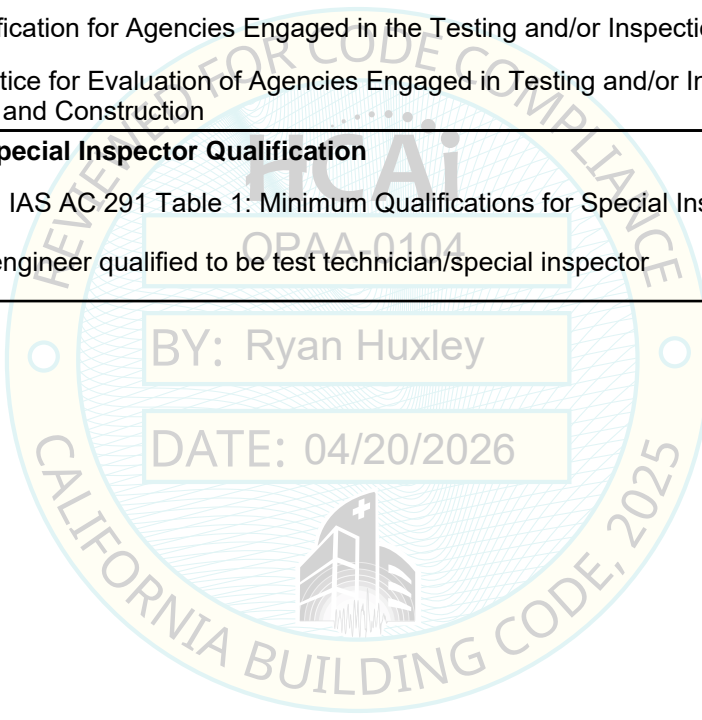 fication for Agencies Engaged in the Testing and/or Inspectio
tice for Evaluation of Agencies Engaged in Testing and/or In
and Construction
pecial Inspector Qualification
IAS AC 291 Table 1: Minimum Qualifications for Special Ins
engineer qualified to be test technician/special inspector
REVIEWED FOR CODE COMPLIANCE
HCAi
OPAA-0104
BY: Ryan Huxley
DATE: 04/20/2026
CALIFORNIA BUILDING CODE, 2025